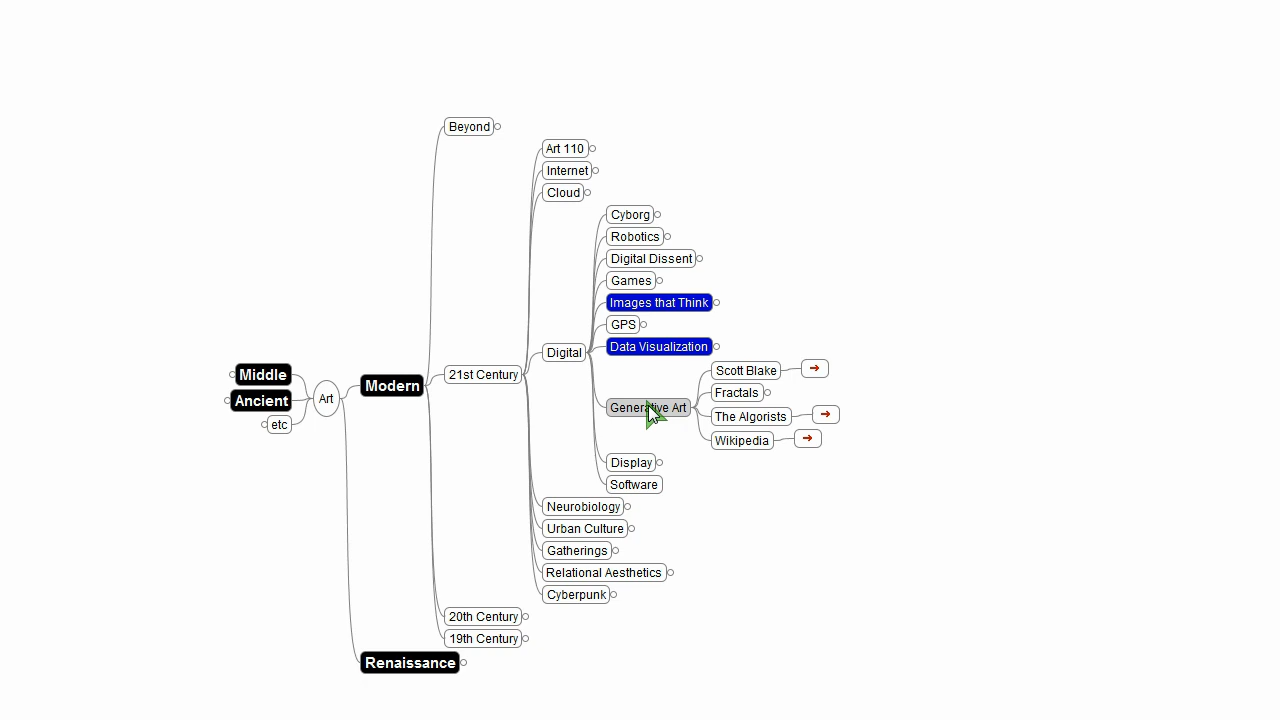 Beyond
Art 110
Internet
Cloud
Cyborg
Robotics
Digital Dissent
Games
Images that Think
GPS
Digital
Data Visualization
Scott Blake
Middle
21st Century
Modern
Fractals
Ancient
Art
Generative Art
The Algorists
etc
Wikipedia
Display
Software
Neurobiology
Urban Culture
Gatherings
Relational Aesthetics
Cyberpunk
20th Century
19th Century
Renaissance